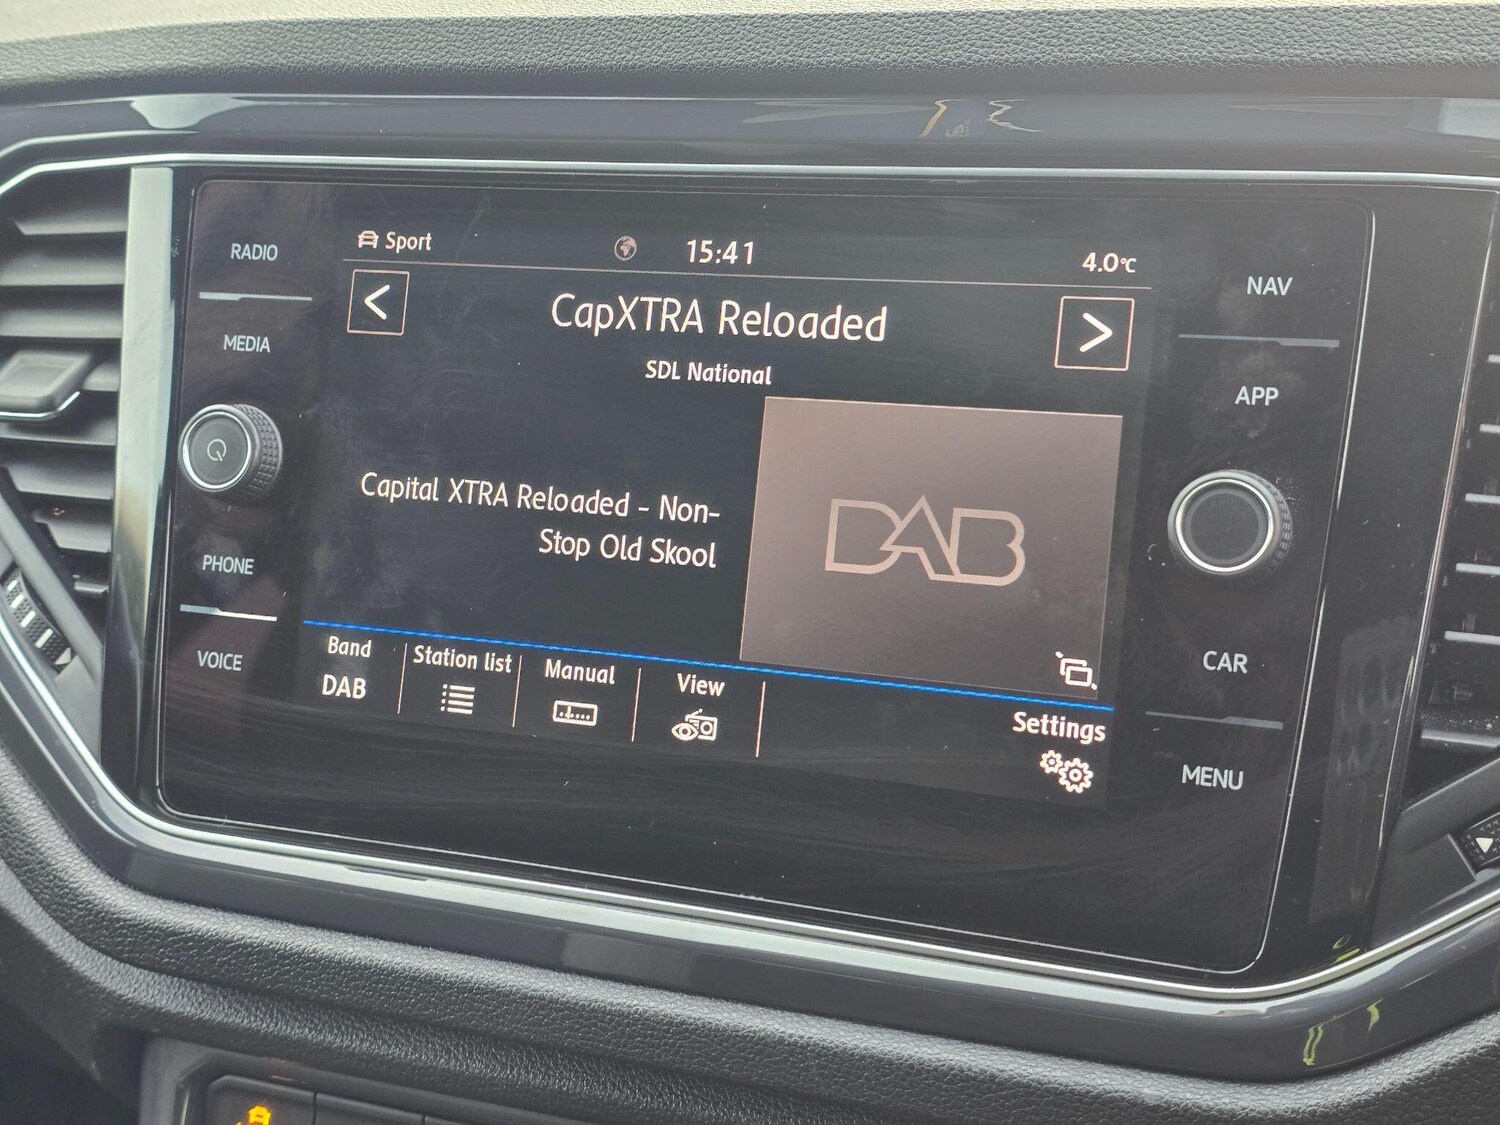 RADIO
MEDIA
PHONE
VOICE
Sport
15:41
4.0°C
CapXTRA Reloaded
SDL National
Capital XTRA Reloaded - Non-
Stop Old Skool
DAB
Band
DAB
Station list
Manual
View
Settings
NAV
APP
CAR
MENU